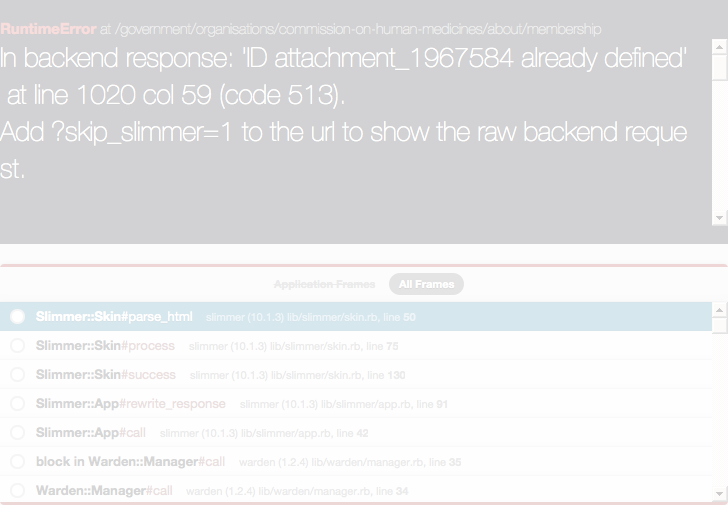 RuntimeError at /government/organisations/commission-on-human-medicines/about/membership
In backend response: 'ID attachment_1967584 already defined'
at line 1020 col 59 (code 513).
Add ?skip_slimmer=1 to the url to show the raw backend reque
st.
Application Frames All Frames
Slimmer::Skin#parse_html slimmer (10.1.3) lib/slimmer/skin.rb, line 50
Slimmer::Skin#process slimmer (10.1.3) lib/slimmer/skin.rb, line 75
Slimmer::Skin#success slimmer (10.1.3) lib/slimmer/skin.rb, line 130
Slimmer::App#rewrite_response slimmer (10.1.3) lib/slimmer/app.rb, line 91
Slimmer::App#call slimmer (10.1.3) lib/slimmer/app.rb, line 42
block in Warden::Manager#call warden (1.2.4) lib/warden/manager.rb, line 35
Warden::Manager#call warden (1.2.4) lib/warden/manager.rb, line 34